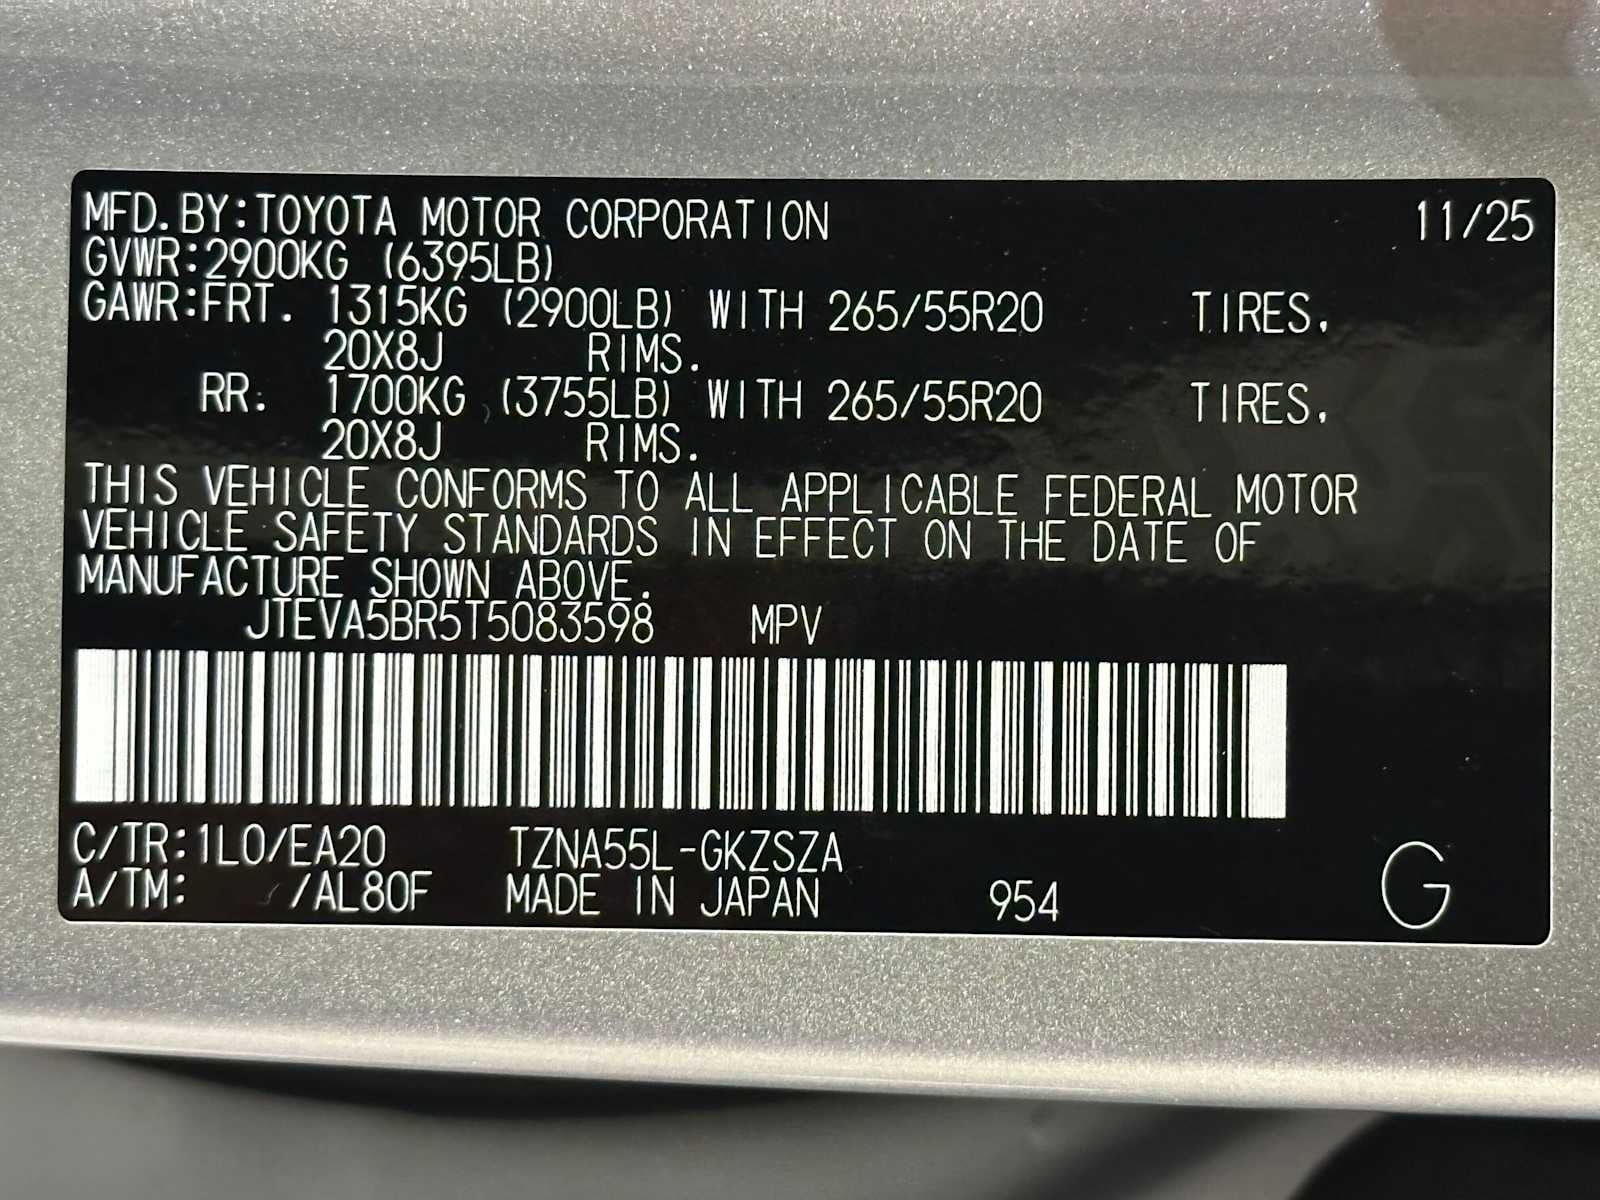 MFD.BY:TOYOTA MOTOR CORPORATION 11/25
GVWR:2900KG (6395LB)
GAWR:FRT. 1315KG (2900LB) WITH 265/55R20 TIRES,
20X8J RIMS.
RR. 1700KG (3755LB) WITH 265/55R20 TIRES,
20X8J RIMS.
THIS VEHICLE CONFORMS TO ALL APPLICABLE FEDERAL MOTOR
VEHICLE SAFETY STANDARDS IN EFFECT ON THE DATE OF
MANUFACTURE SHOWN ABOVE.
JTEVA5BR5T5083598 MPV
C/TR:1L0/EA20 TZNA55L-GKZSZA
A/TM: /AL80F MADE IN JAPAN 954 G